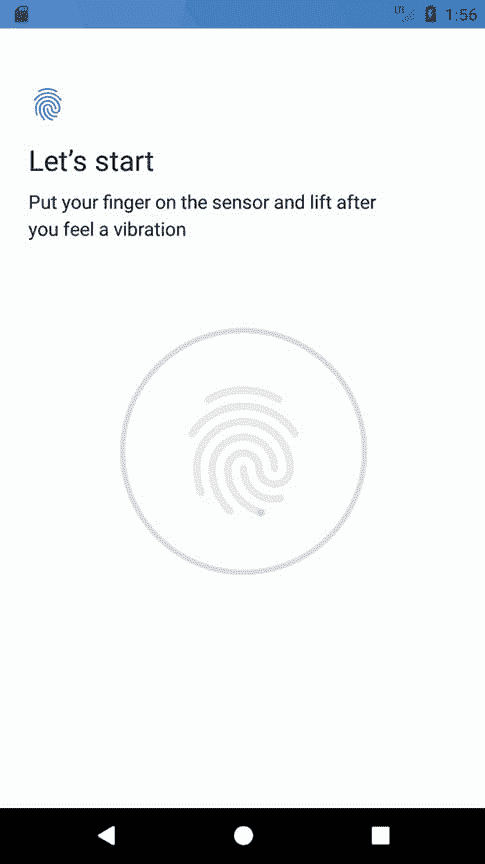 LTE 1:56
Let’s start
Put your finger on the sensor and lift after
you feel a vibration